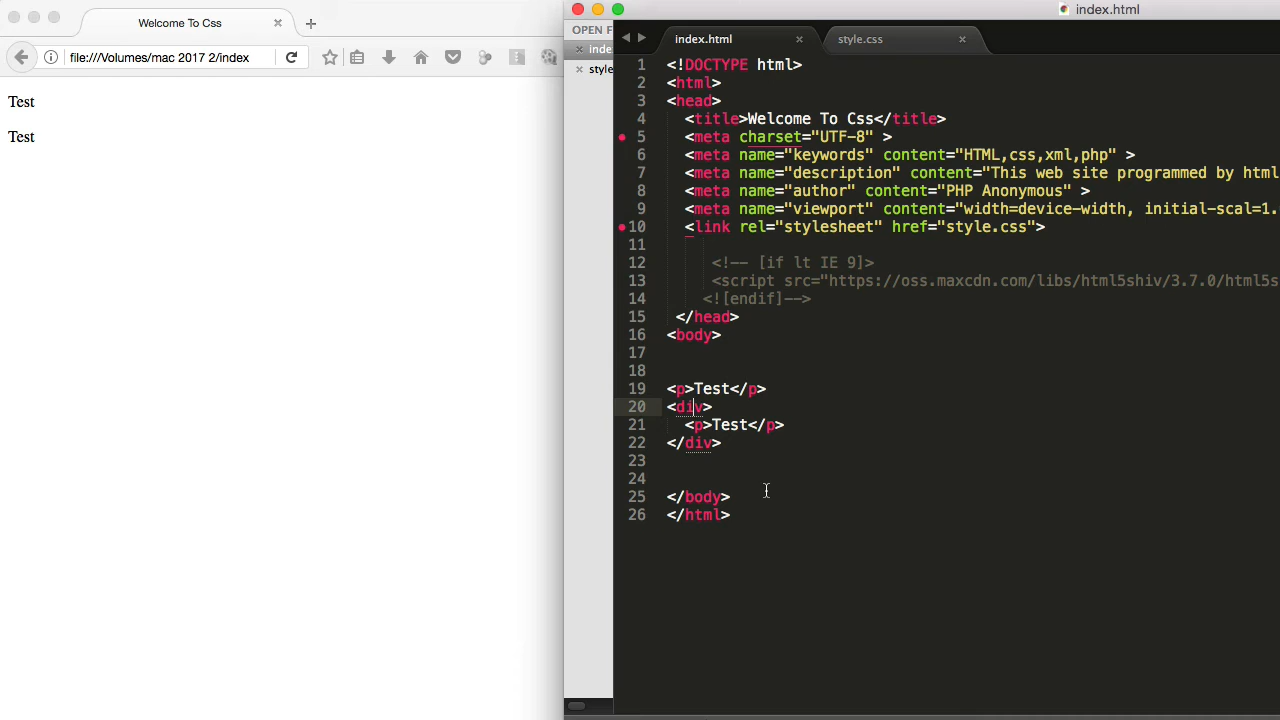 Welcome To Css
file:///Volumes/mac 2017 2/index
Test
Test
index.html
OPEN F
inde
style
index.html
style.css
1 <!DOCTYPE html>
2 <html>
3 <head>
4 <title>Welcome To Css</title>
5 <meta charset="UTF-8" >
6 <meta name="keywords" content="HTML,css,xml,php" >
7 <meta name="description" content="This web site programmed by html
8 <meta name="author" content="PHP Anonymous" >
9 <meta name="viewport" content="width=device-width, initial-scal=1.
10 <link rel="stylesheet" href="style.css">
11
12 <!-- [if lt IE 9]>
13 <script src="https://oss.maxcdn.com/libs/html5shiv/3.7.0/html5s
14 <![endif]-->
15 </head>
16 <body>
17
18
19 <p>Test</p>
20 <div>
21 <p>Test</p>
22 </div>
23
24
25 </body>
26 </html>